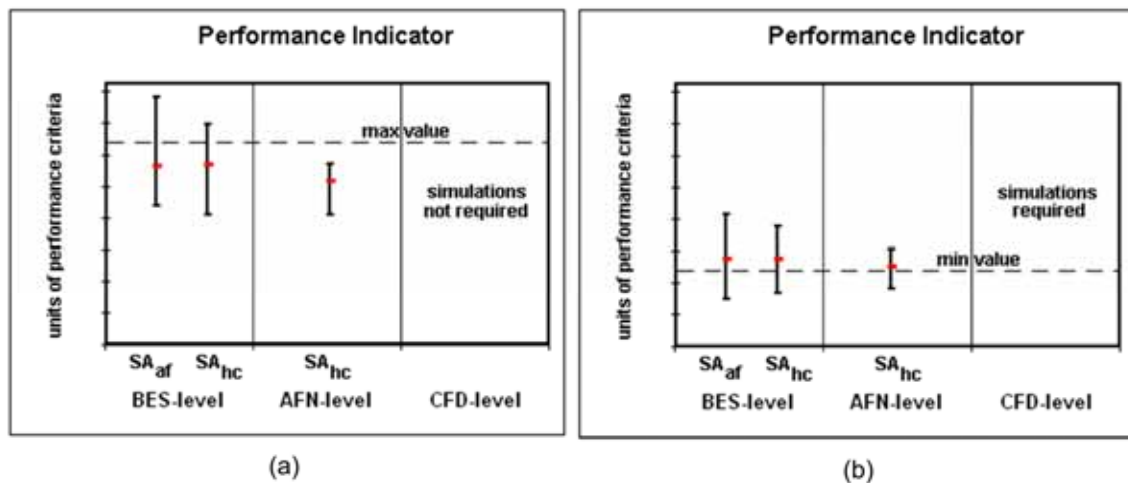 Performance Indicator
units of performance criteria
max value
simulations
not required
SAaf
SAhc
SAhc
BES-level
AFN-level
CFD-level
(a)
Performance Indicator
units of performance criteria
simulations
required
min value
SAaf
SAhc
SAhc
BES-level
AFN-level
CFD-level
(b)